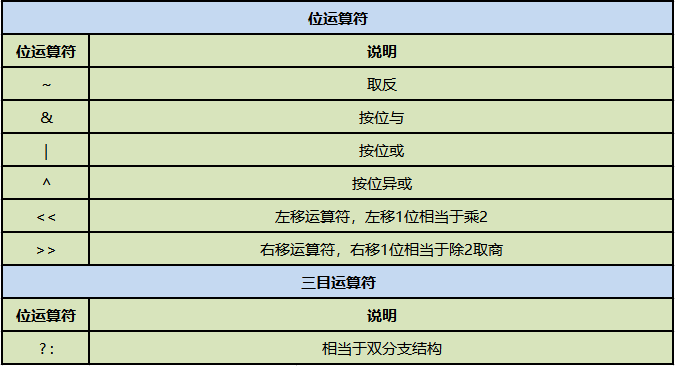 位运算符
位运算符 说明
~ 取反
& 按位与
| 按位或
^ 按位异或
<< 左移运算符，左移1位相当于乘2
>> 右移运算符，右移1位相当于除2取商
三目运算符
位运算符 说明
? : 相当于双分支结构